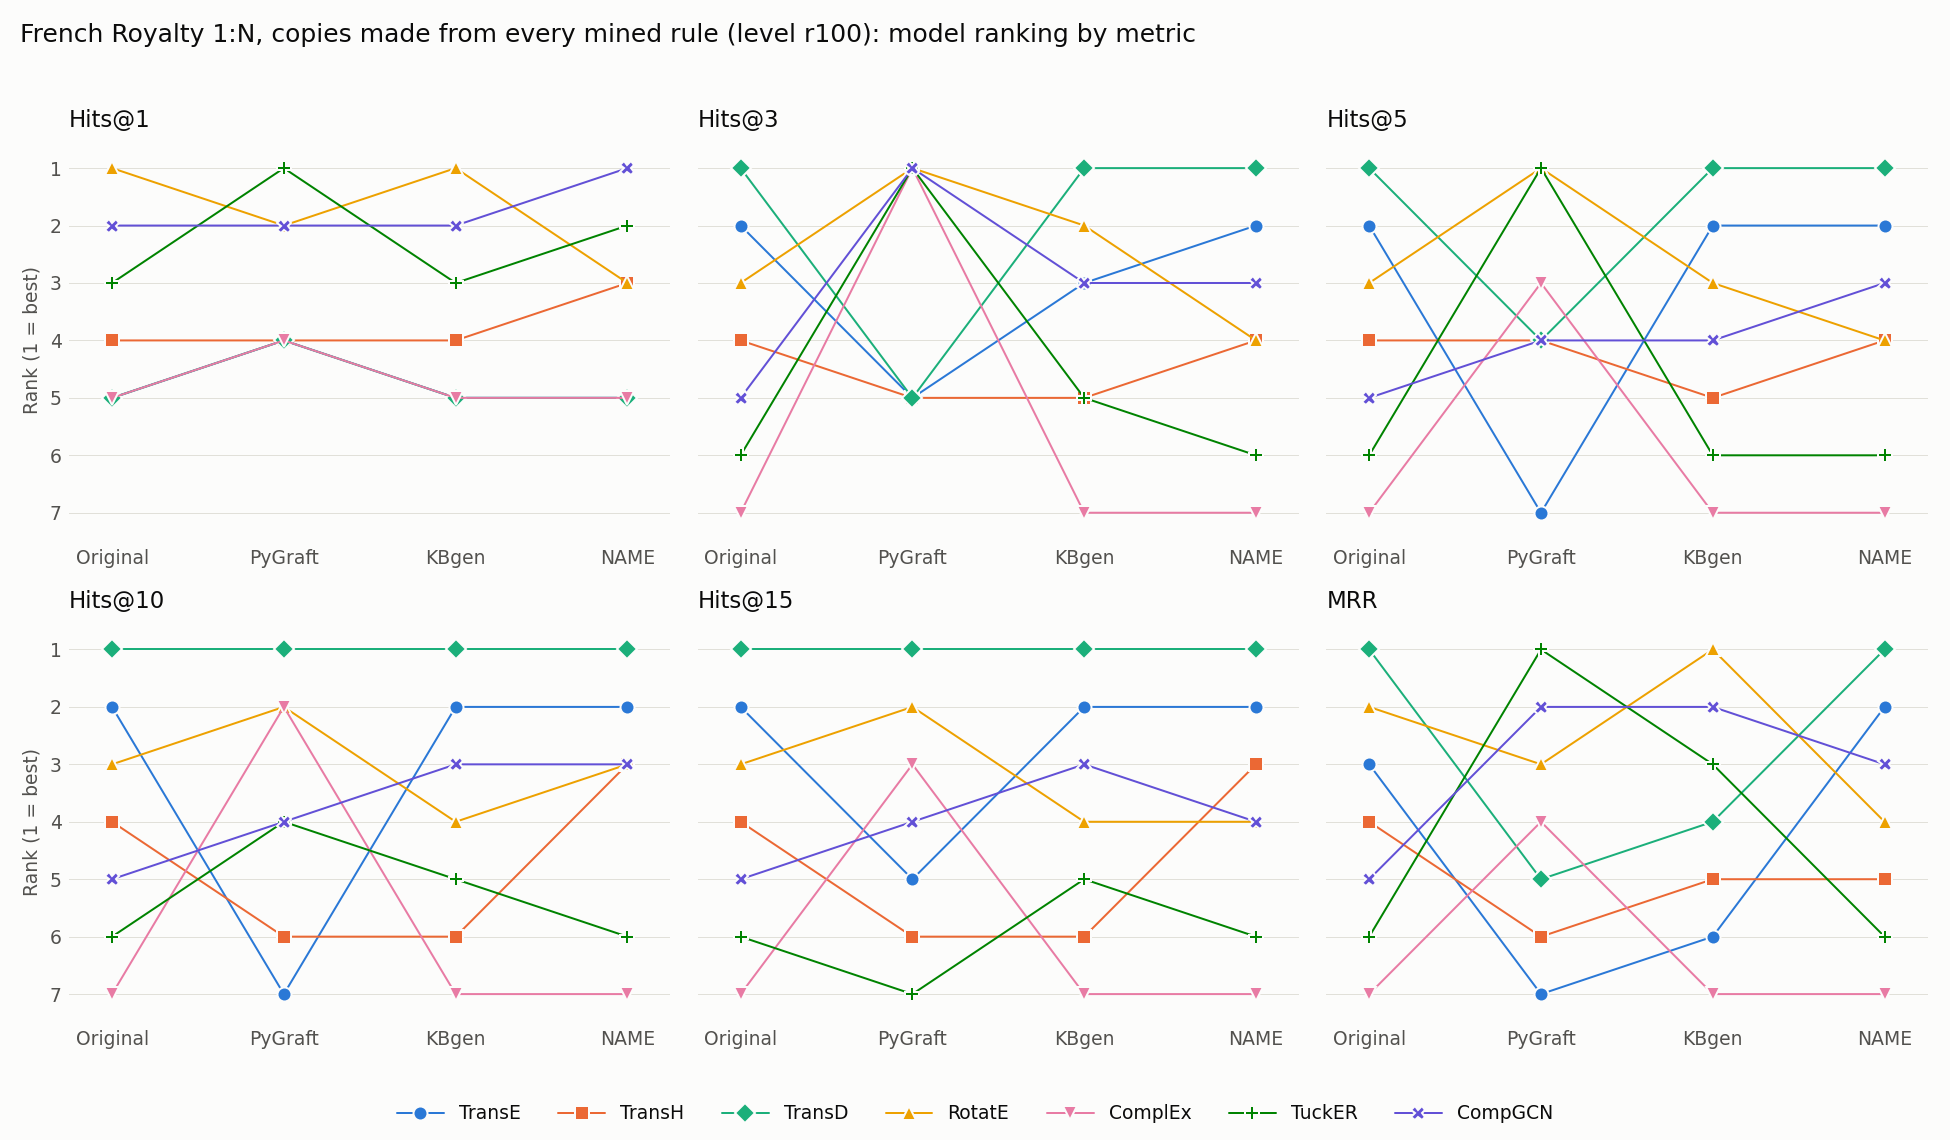 French Royalty 1:N, copies made from every mined rule (level r100): model ranking by metric
Hits@1
Hits@3
Hits@5
Rank (1 = best)
1
2
3
4
5
6
7
Original PyGraft KBgen NAME
Original PyGraft KBgen NAME
Original PyGraft KBgen NAME
Hits@10
Hits@15
MRR
Rank (1 = best)
1
2
3
4
5
6
7
Original PyGraft KBgen NAME
Original PyGraft KBgen NAME
Original PyGraft KBgen NAME
TransE TransH TransD RotatE ComplEx TuckER CompGCN